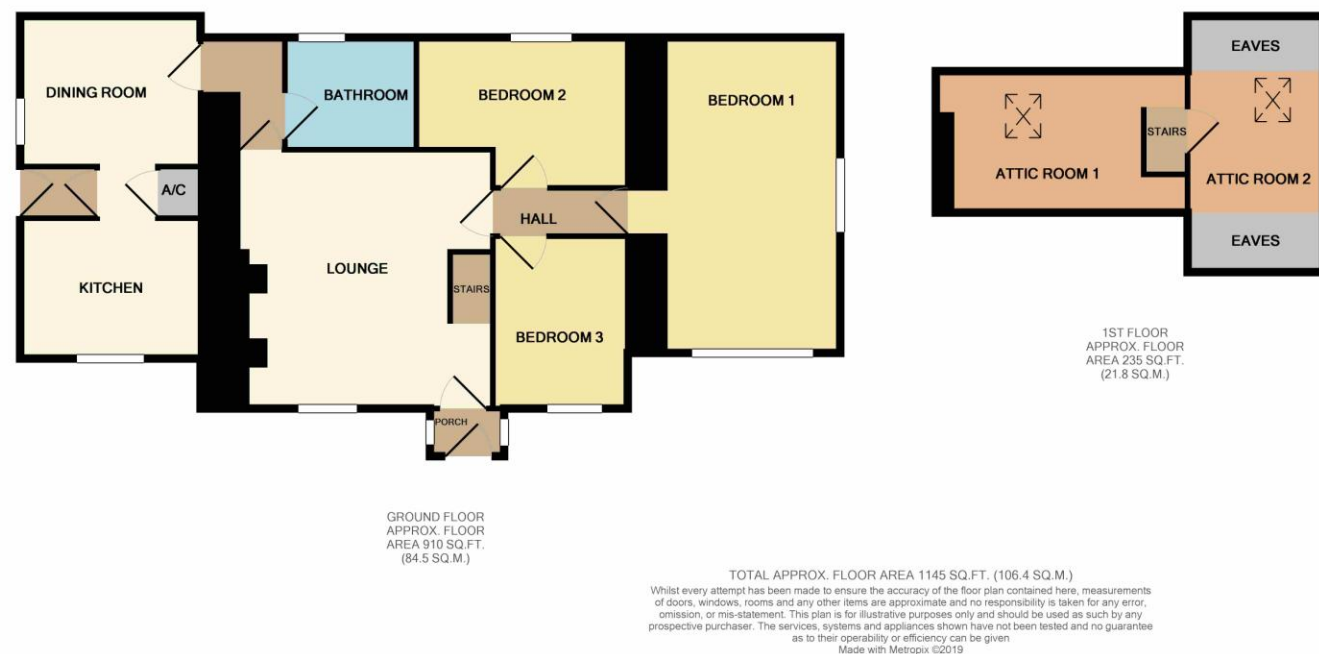 DINING ROOM
BATHROOM
BEDROOM 2
BEDROOM 1
A/C
HALL
KITCHEN
LOUNGE
STAIRS
BEDROOM 3
PORCH
EAVES
STAIRS
ATTIC ROOM 1
ATTIC ROOM 2
EAVES
GROUND FLOOR
APPROX. FLOOR
AREA 910 SQ.FT.
(84.5 SQ.M.)
1ST FLOOR
APPROX. FLOOR
AREA 235 SQ.FT.
(21.8 SQ.M.)
TOTAL APPROX. FLOOR AREA 1145 SQ.FT. (106.4 SQ.M.)
Whilst every attempt has been made to ensure the accuracy of the floor plan contained here, measurements
of doors, windows, rooms and any other items are approximate and no responsibility is taken for any error,
omission, or mis-statement. This plan is for illustrative purposes only and should be used as such by any
prospective purchaser. The services, systems and appliances shown have not been tested and no guarantee
as to their operability or efficiency can be given
Made with Metropix ©2019